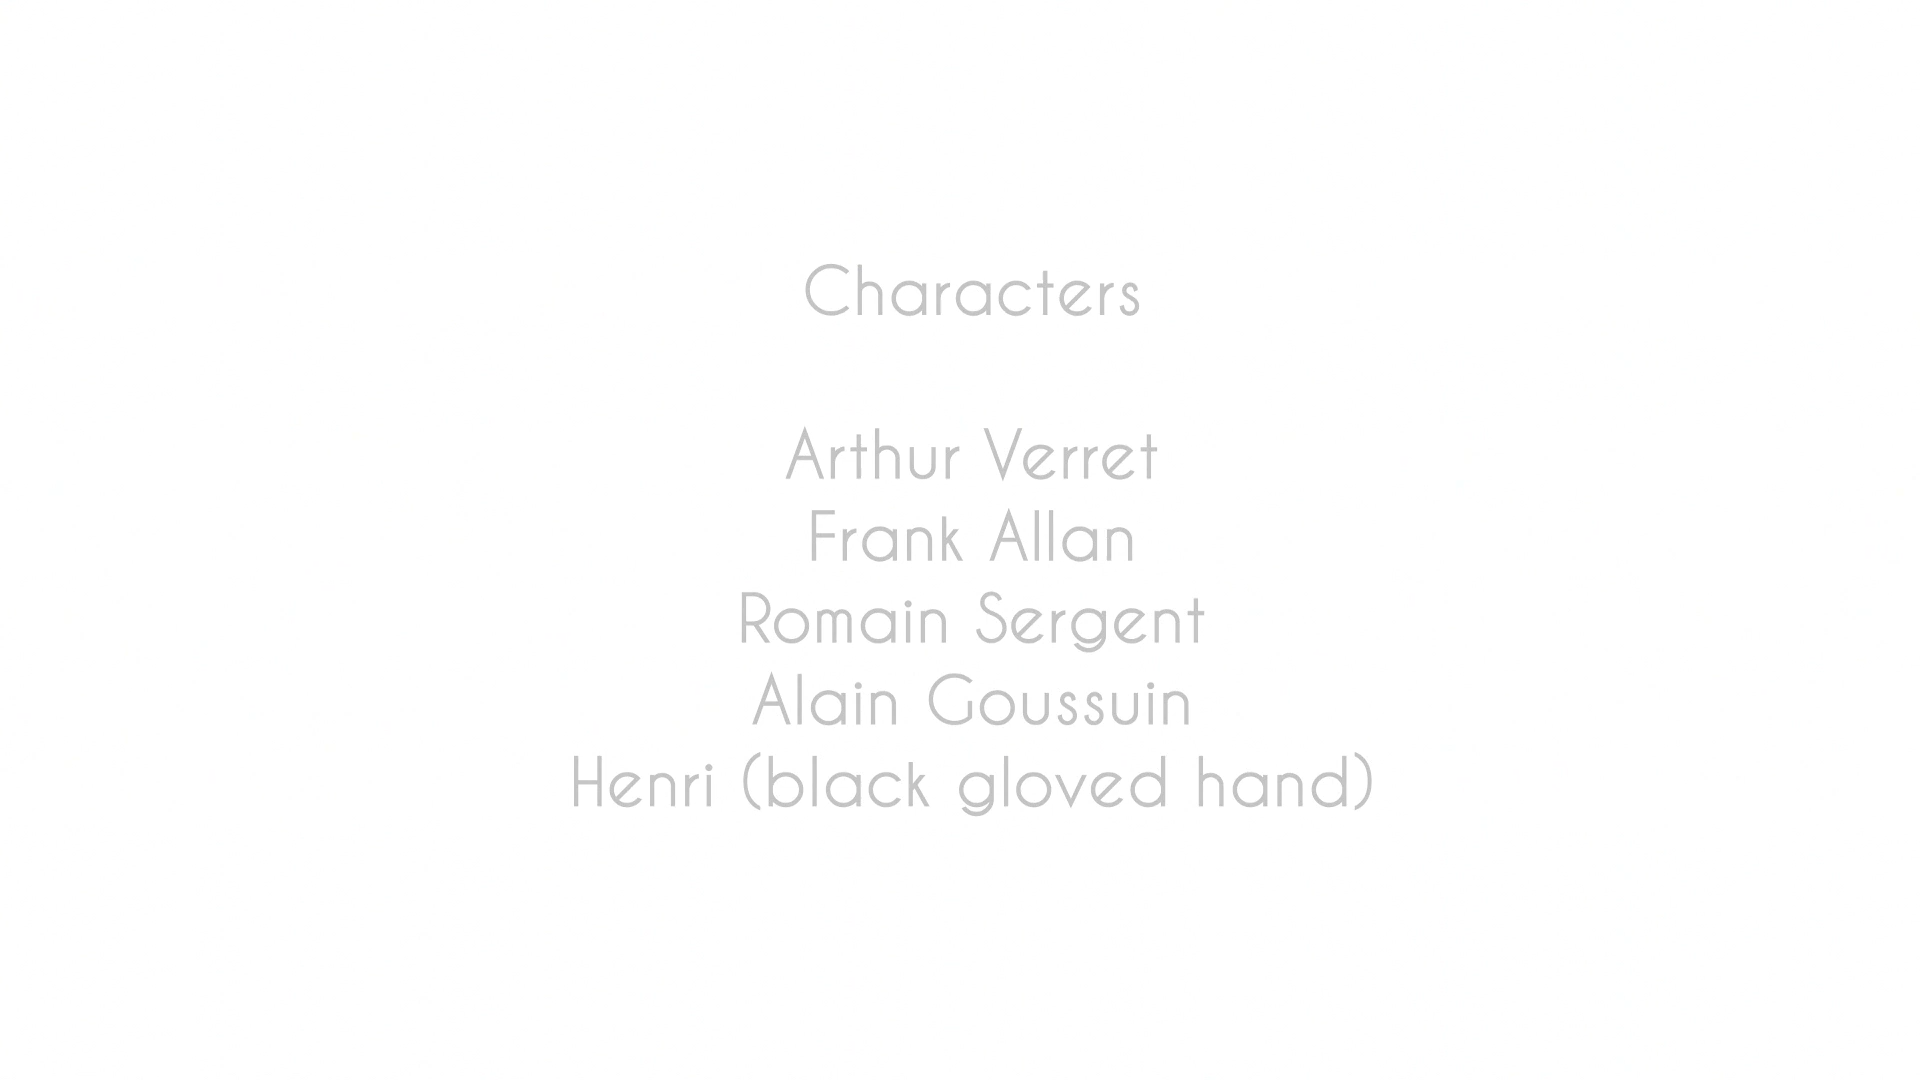 Characters
Arthur Verret
Frank Allan
Romain Sergent
Alain Goussuin
Henri (black gloved hand)